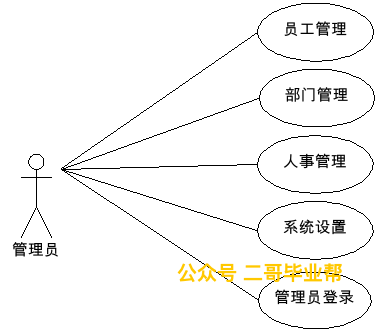 员工管理
部门管理
人事管理
系统设置
管理员
公众号 二哥毕业帮
管理员登录